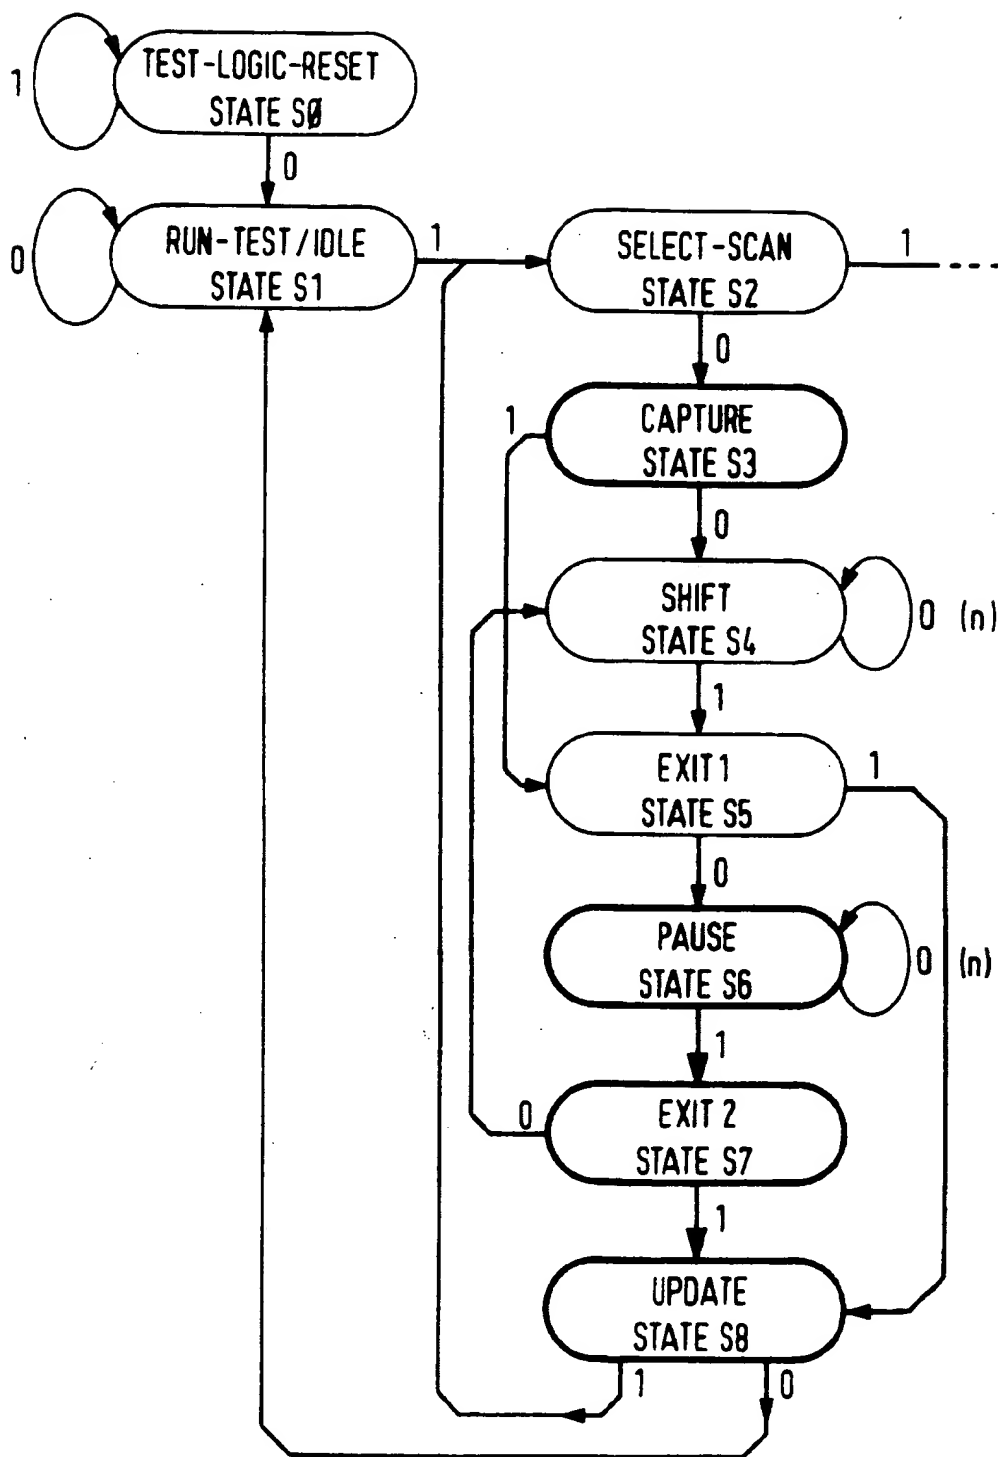 TEST-LOGIC-RESET
STATE SØ
1
0
RUN-TEST/IDLE
STATE S1
0
1
SELECT-SCAN
STATE S2
1
0
CAPTURE
STATE S3
1
0
SHIFT
STATE S4
0 (n)
1
EXIT 1
STATE S5
1
0
PAUSE
STATE S6
0 (n)
1
EXIT 2
STATE S7
0
1
UPDATE
STATE S8
1
0